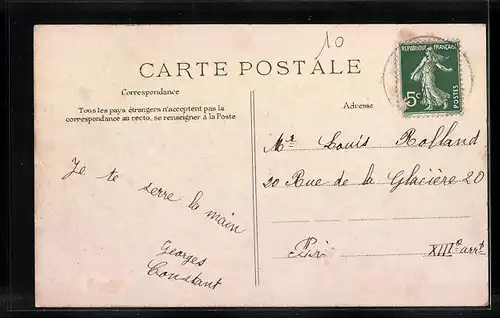 10
CARTE POSTALE
RÉPUBLIQUE FRANÇAISE
5c
POSTES
Correspondance
Tous les pays étrangers n'acceptent pas la
correspondance au recto, se renseigner à la Poste
Adresse
Je te serre la main
Georges
Constant
Mr Louis Rolland
20 Rue de la Glacière 20
Paris
XIIIe arrt